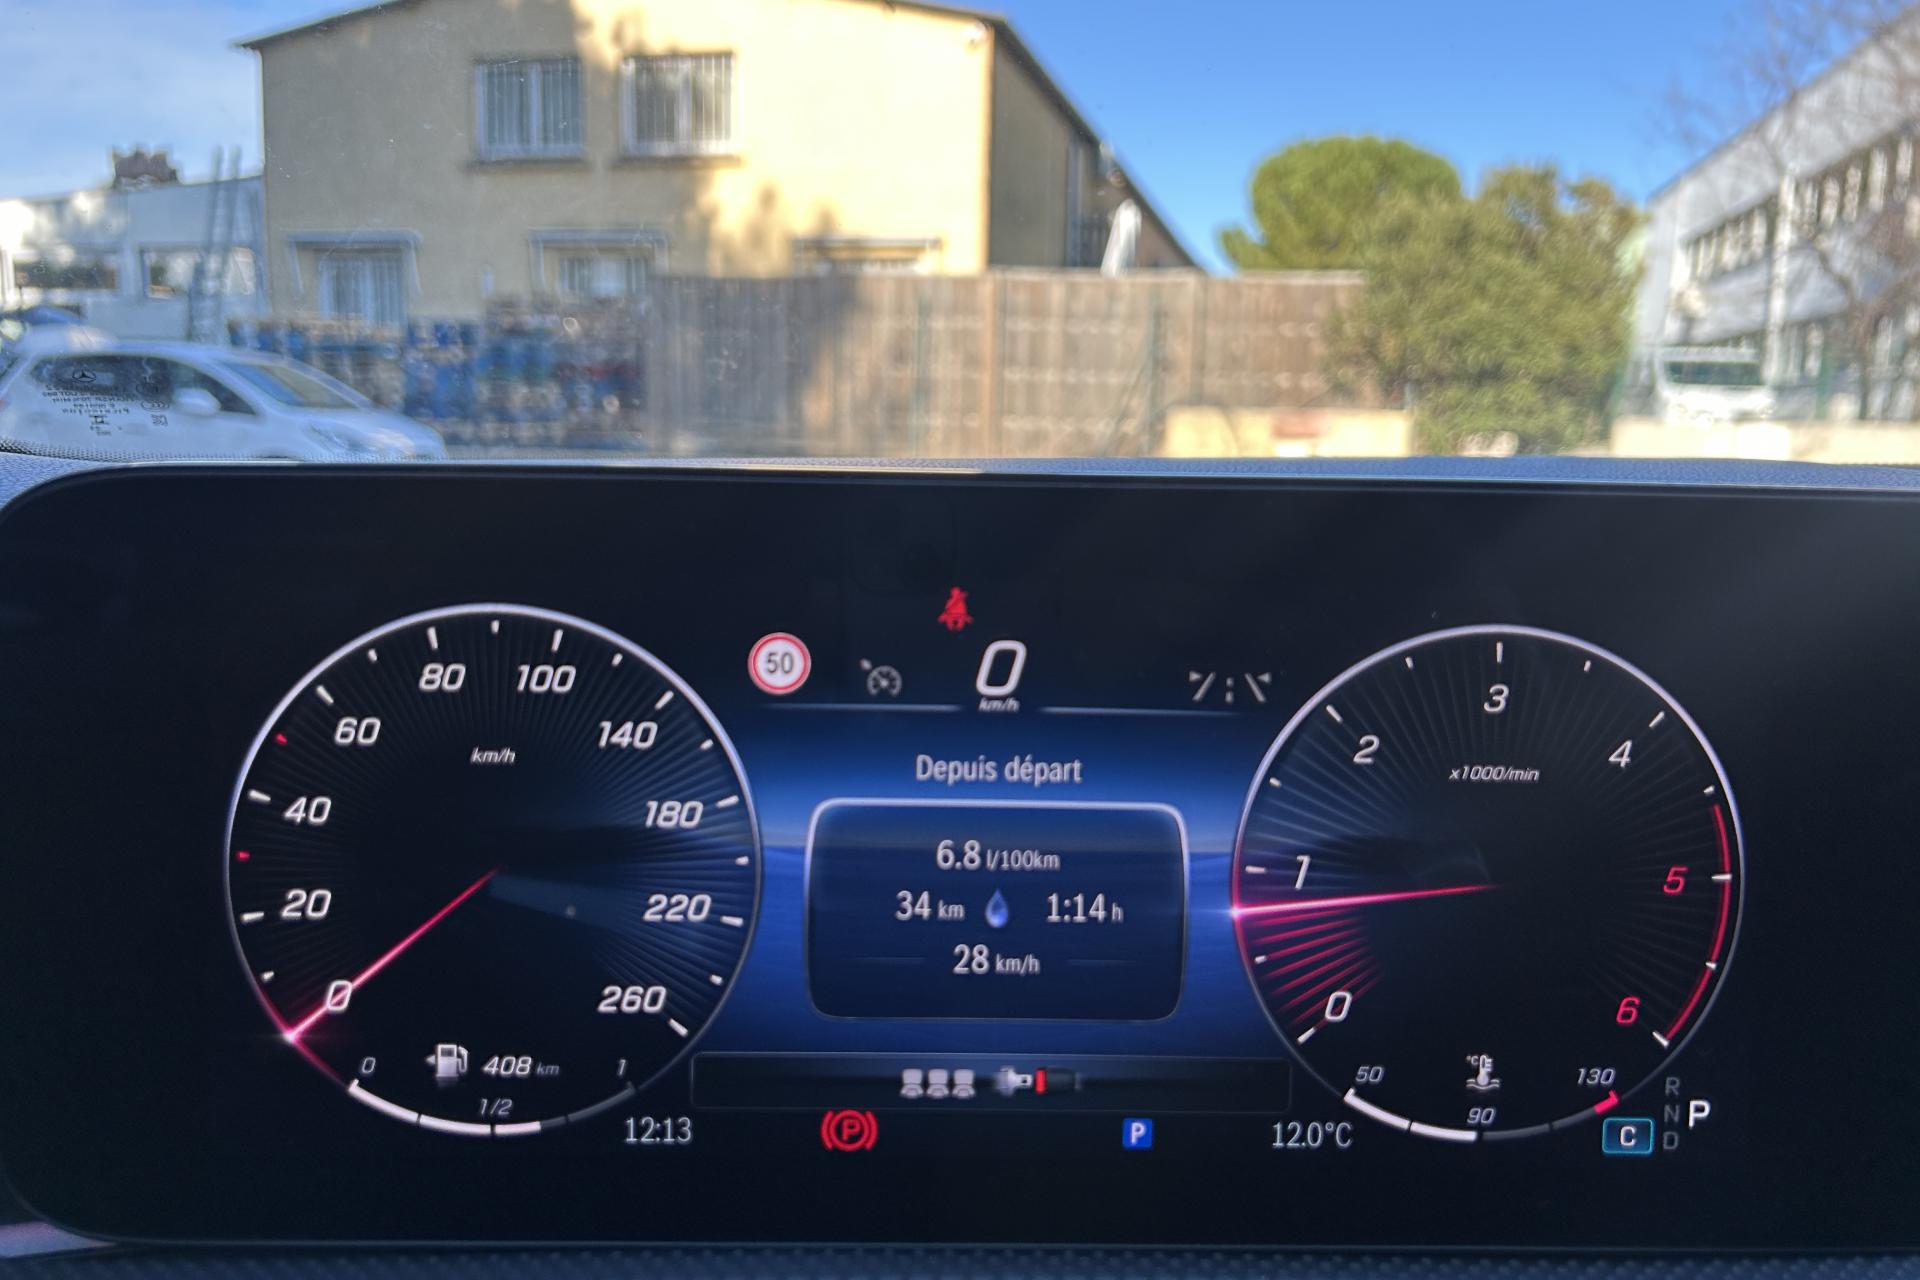 50
0
km/h
80
100
60
140
km/h
40
180
20
220
0
260
0
408 km
1
1/2
12:13
Depuis départ
6.8 l/100km
34 km
1:14 h
28 km/h
3
2
4
x1000/min
1
5
0
6
50
°C
130
90
P
P
12.0°C
C
R
N
D
P